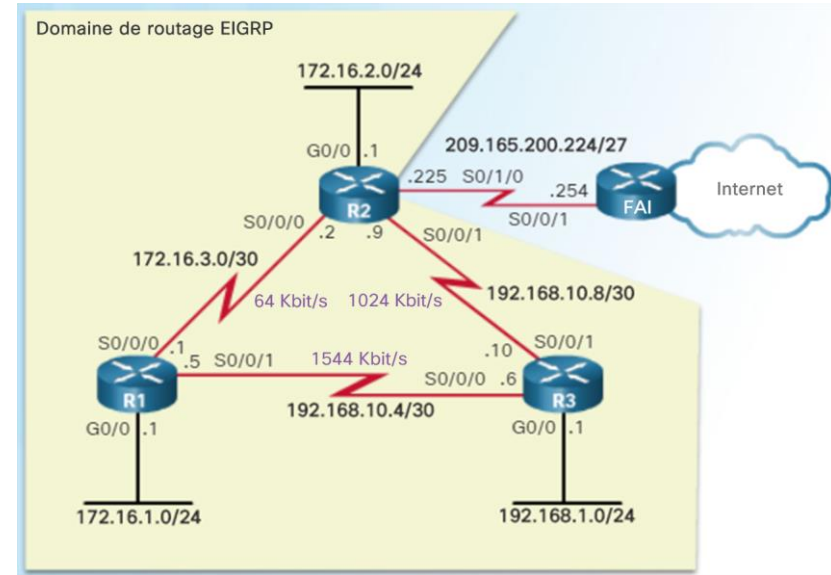 Domaine de routage EIGRP
172.16.2.0/24
209.165.200.224/27
G0/0 .1
.225 S0/1/0
.254
Internet
R2
FAI
S0/0/0
.2 .9
S0/0/1
S0/0/1
172.16.3.0/30
64 Kbit/s
1024 Kbit/s
192.168.10.8/30
S0/0/0 .1
.5 S0/0/1
1544 Kbit/s
.10
S0/0/1
S0/0/0 .6
R1
R3
192.168.10.4/30
G0/0 .1
G0/0 .1
172.16.1.0/24
192.168.1.0/24